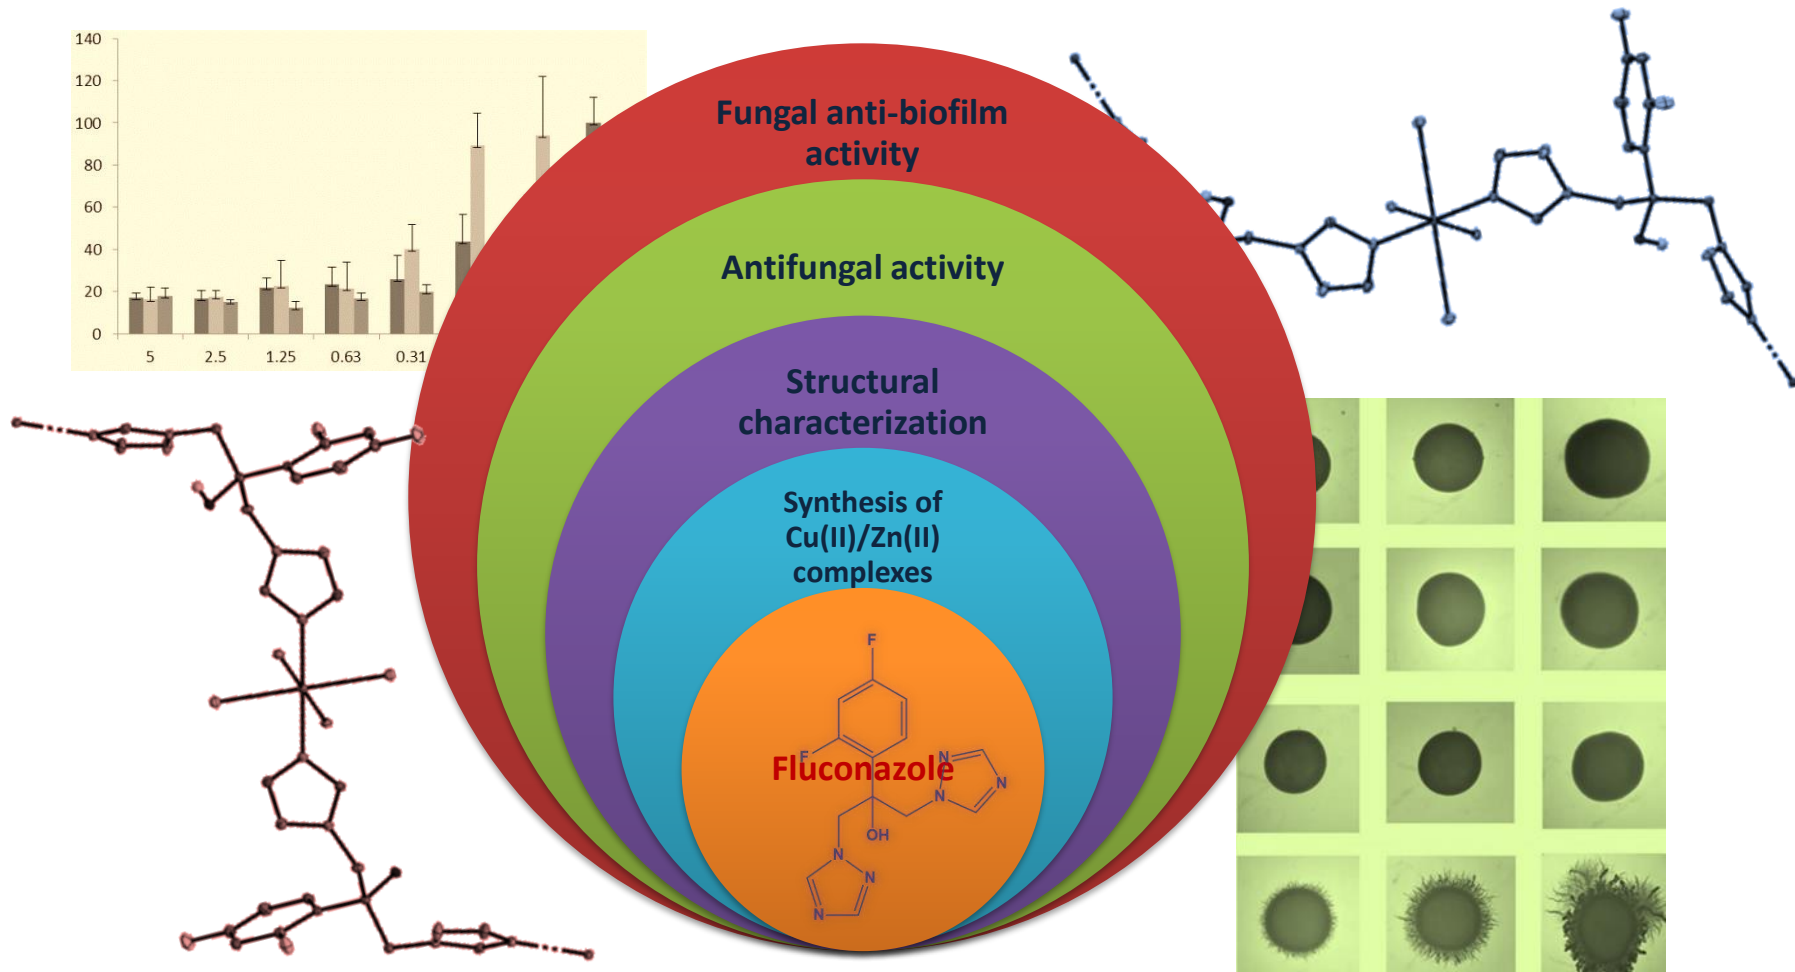 140
120
100
80
60
40
20
0
5 2.5 1.25 0.63 0.31
Fungal anti-biofilm
activity
Antifungal activity
Structural
characterization
Synthesis of
Cu(II)/Zn(II)
complexes
F
F
Fluconazole
N
N
N
OH
N
N
N